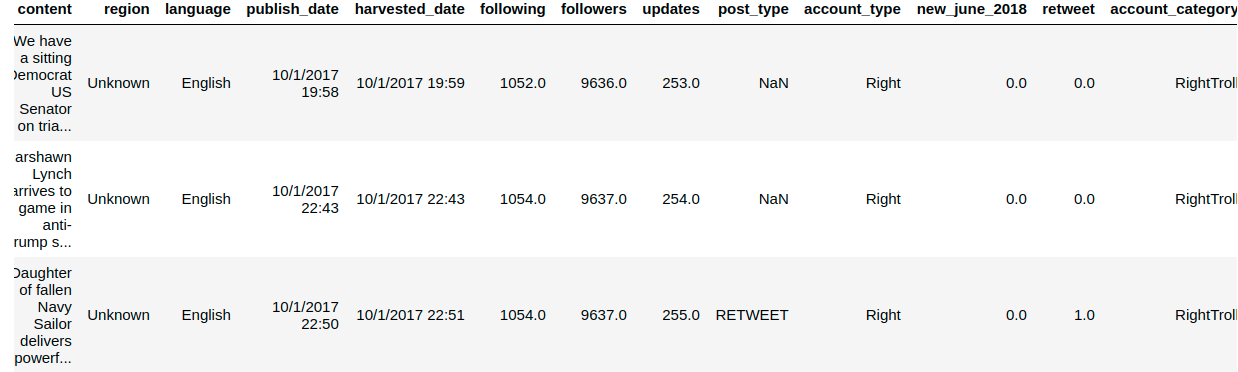 content region language publish_date harvested_date following followers updates post_type account_type new_june_2018 retweet account_category
We have
a sitting
Democrat
US
Senator
on tria...
Unknown English 10/1/2017 19:58 10/1/2017 19:59 1052.0 9636.0 253.0 NaN Right 0.0 0.0 RightTroll
arshawn
Lynch
arrives to
game in
anti-
rump s...
Unknown English 10/1/2017 22:43 10/1/2017 22:43 1054.0 9637.0 254.0 NaN Right 0.0 0.0 RightTroll
Daughter
of fallen
Navy
Sailor
delivers
powerf...
Unknown English 10/1/2017 22:50 10/1/2017 22:51 1054.0 9637.0 255.0 RETWEET Right 0.0 1.0 RightTroll